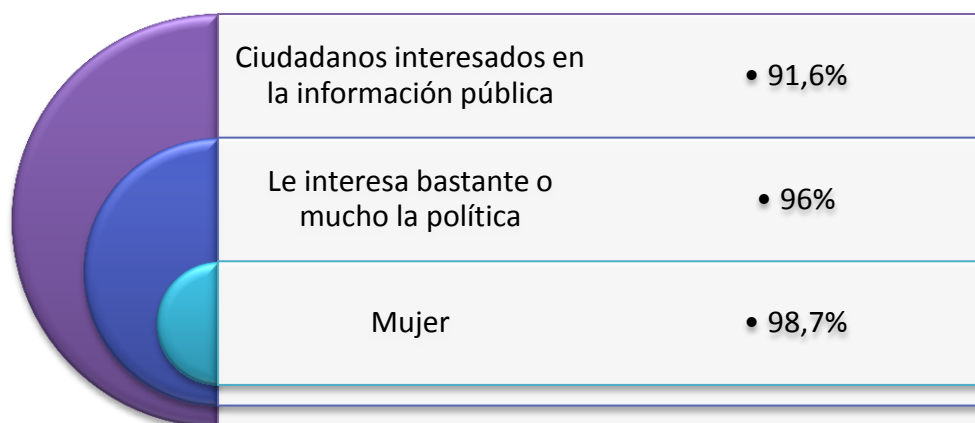 Ciudadanos interesados en
la información pública
• 91,6%
Le interesa bastante o
mucho la política
• 96%
Mujer
• 98,7%